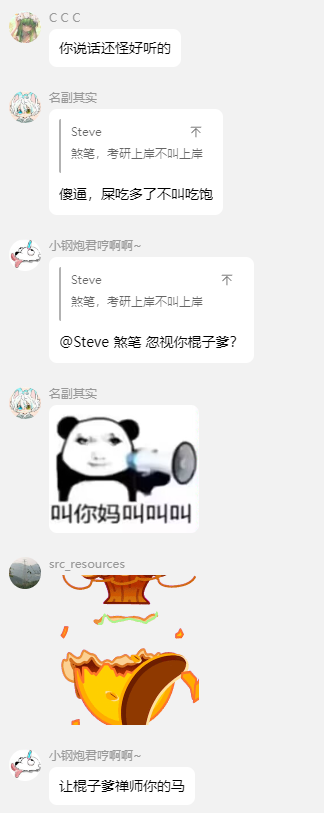 C C C
你说话还怪好听的
名副其实
Steve
煞笔，考研上岸不叫上岸
傻逼，屎吃多了不叫吃饱
小钢炮君哼啊啊~
Steve
煞笔，考研上岸不叫上岸
@Steve 煞笔 忽视你棍子爹？
名副其实
叫你妈叫叫叫
src_resources
小钢炮君哼啊啊~
让棍子爹禅师你的马